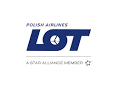 POLISH AIRLINES
LOT
A STAR ALLIANCE MEMBER